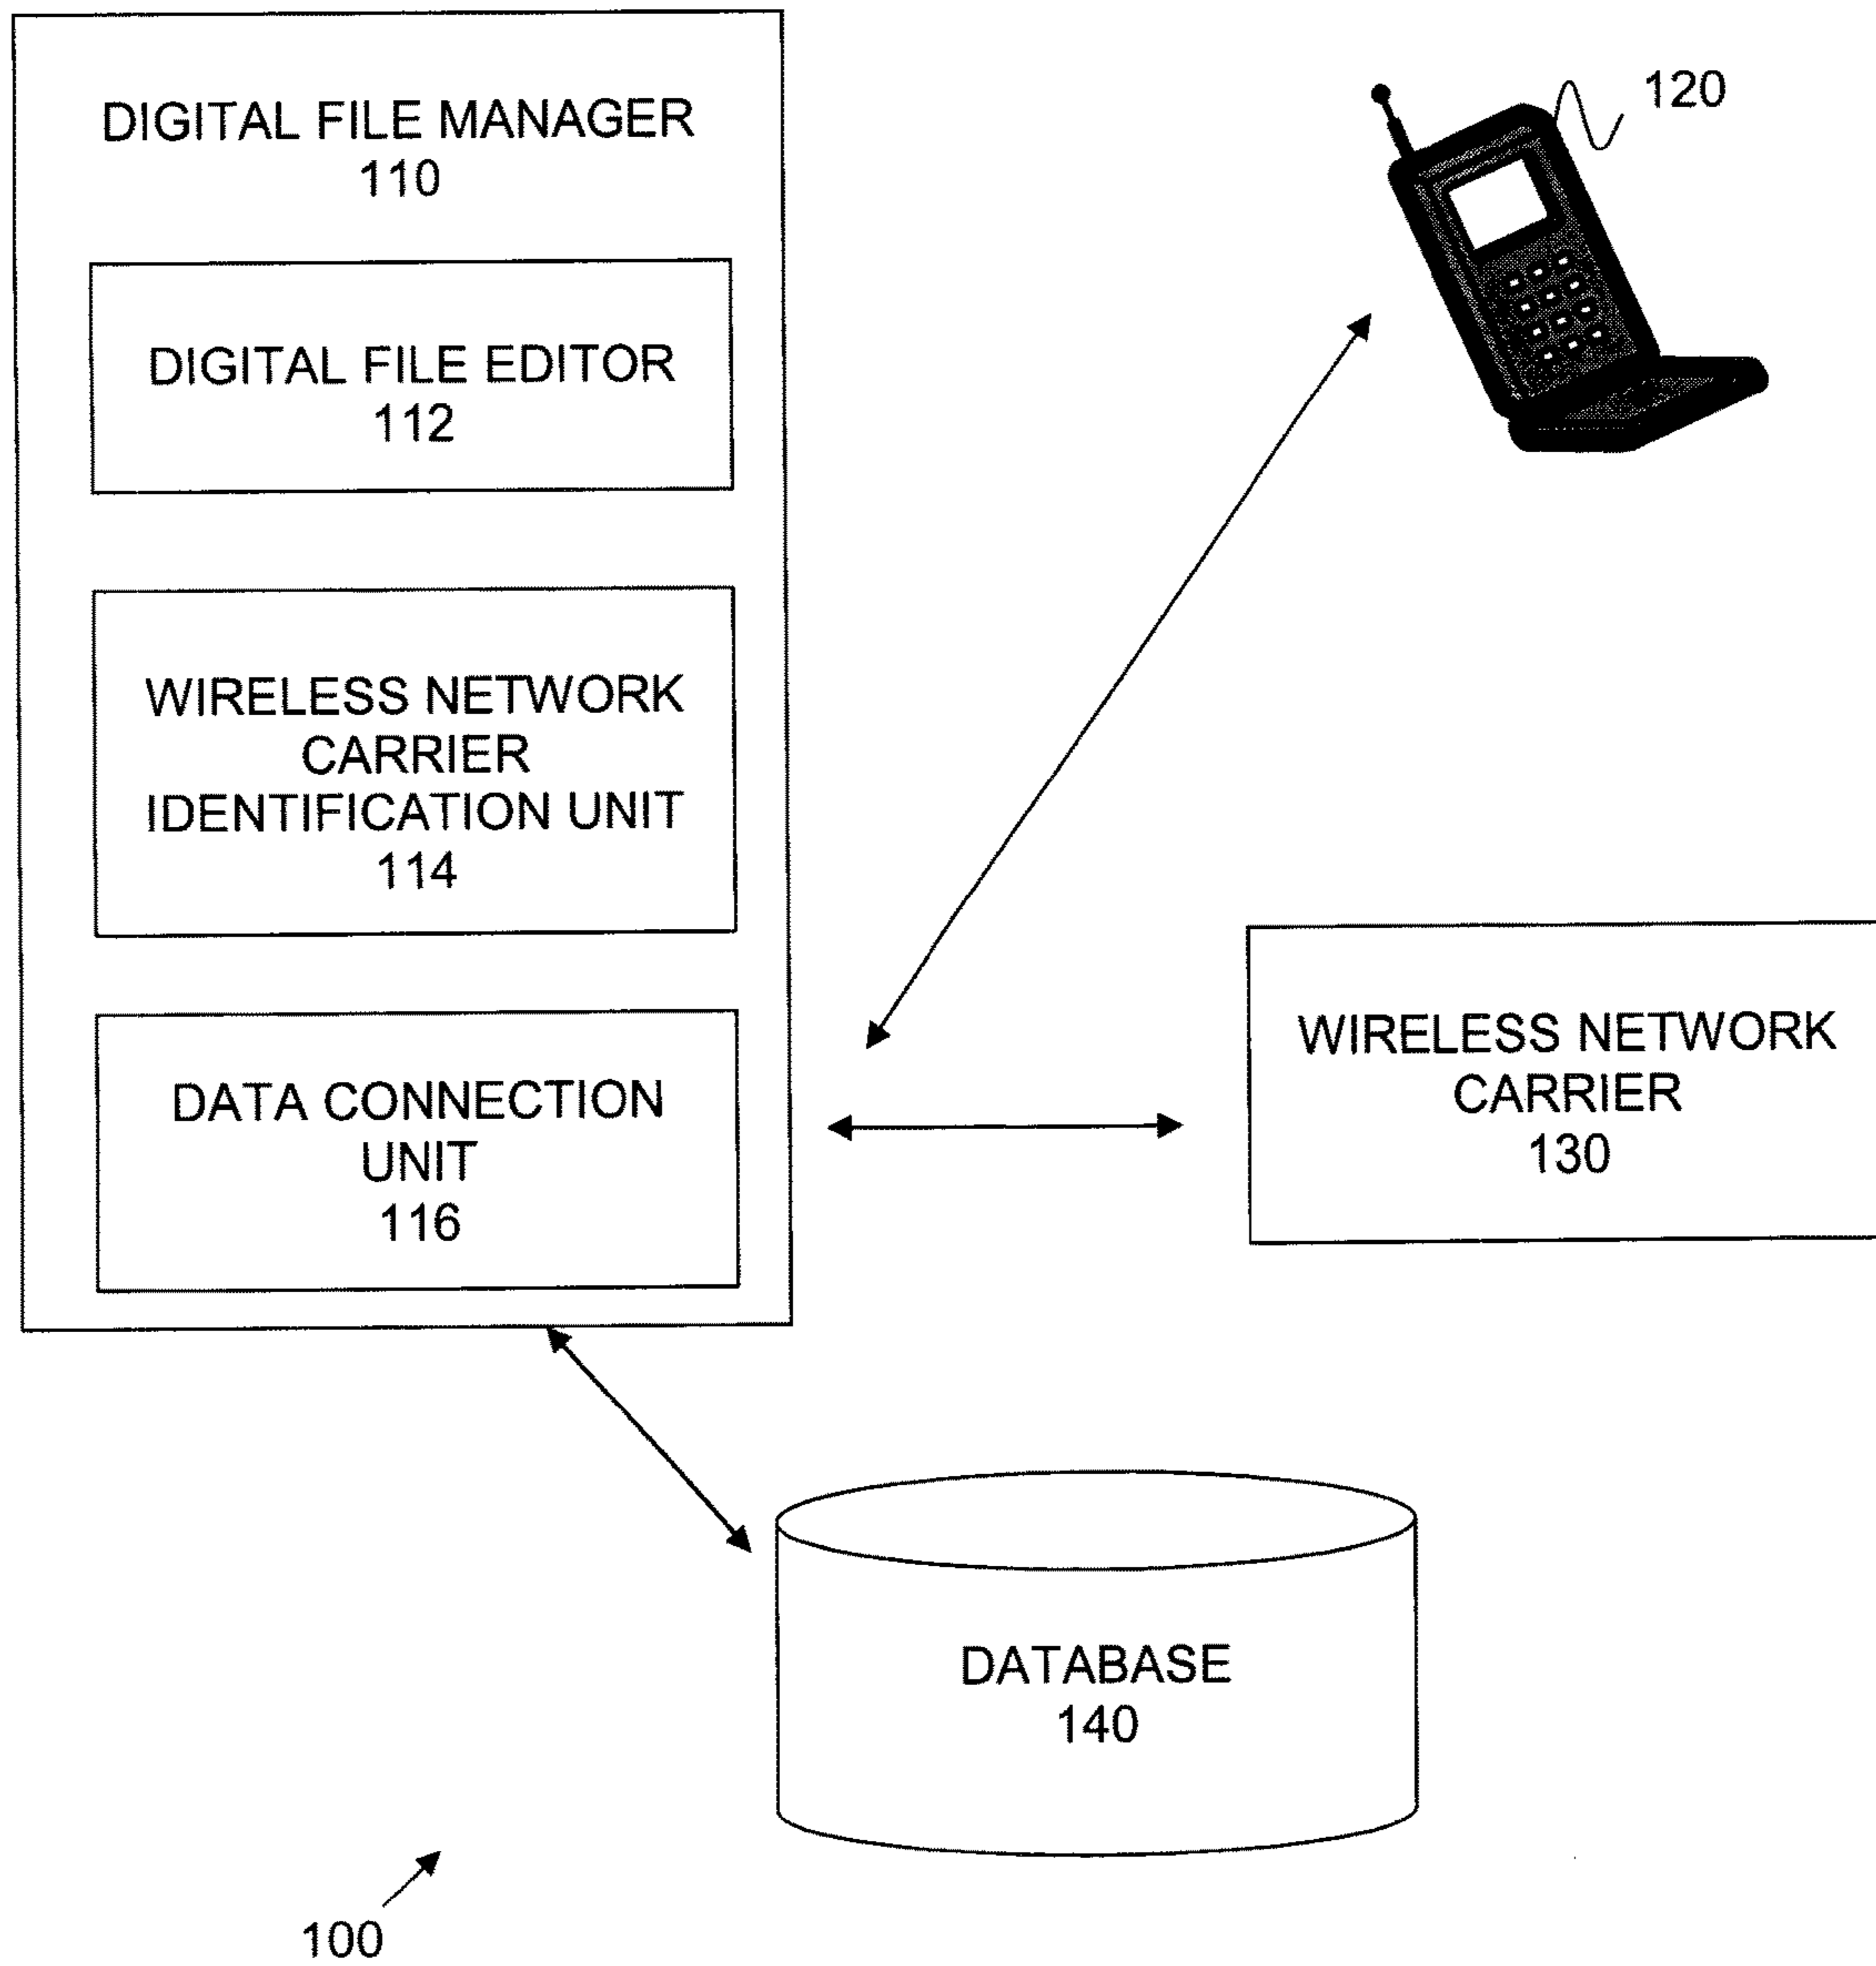 DIGITAL FILE MANAGER
110
120
DIGITAL FILE EDITOR
112
WIRELESS NETWORK
CARRIER
IDENTIFICATION UNIT
114
DATA CONNECTION
UNIT
116
WIRELESS NETWORK
CARRIER
130
DATABASE
140
100